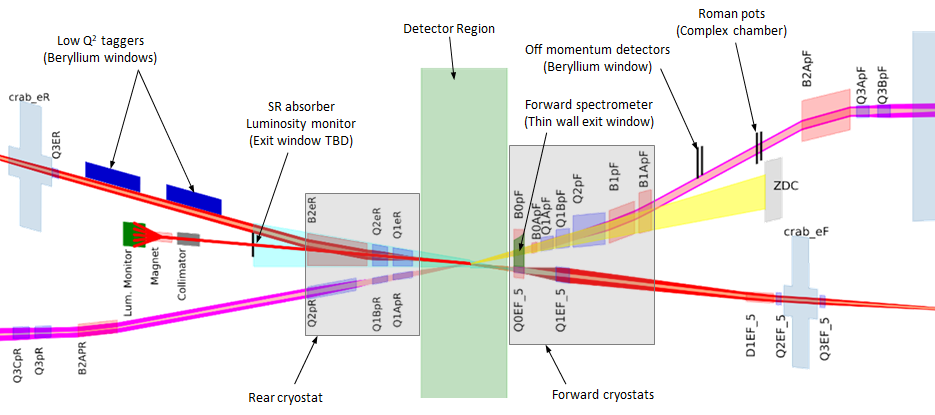 Roman pots
(Complex chamber)
Low Q² taggers
(Beryllium windows)
Detector Region
Off momentum detectors
(Beryllium window)
B2ApF
Q3ApF
Q3BpF
crab_eR
Q3ER
SR absorber
Luminosity monitor
(Exit window TBD)
Forward spectrometer
(Thin wall exit window)
B2eR
Q2eR
Q1eR
B0pF
B0ApF
Q1ApF
Q1BpF
Q2pF
B1pF
B1ApF
ZDC
crab_eF
Lum. Monitor
Magnet
Collimator
Q2pR
Q1BpR
Q1ApR
Q0EF_5
Q1EF_5
D1EF_5
Q2EF_5
Q3EF_5
Q3CpR
Q3pR
B2APR
Rear cryostat
Forward cryostats